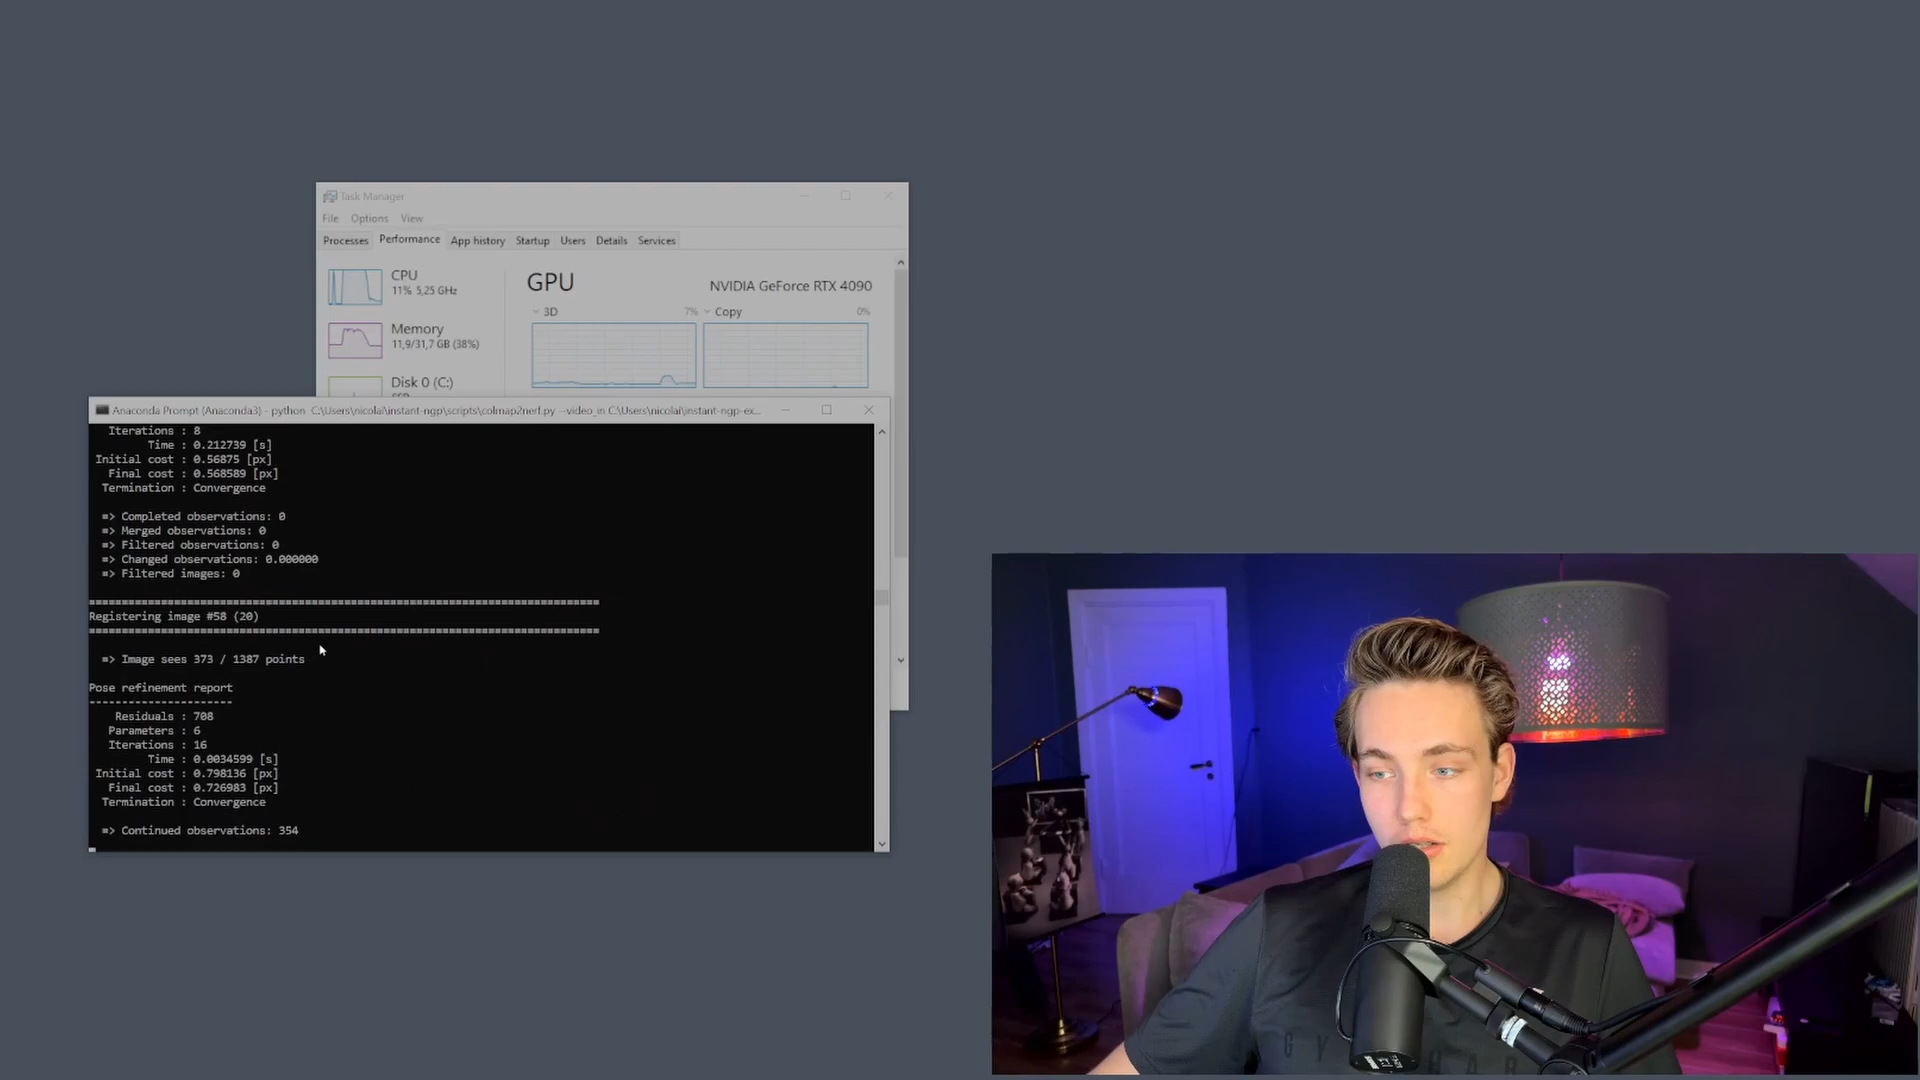 Task Manager
File Options View
Processes Performance App history Startup Users Details Services
CPU
11% 5,25 GHz
Memory
11,9/31,7 GB (38%)
Disk 0 (C:)
GPU
NVIDIA GeForce RTX 4090
3D 7% Copy 0%
Anaconda Prompt (Anaconda3) - python C:\Users\nicolai\instant-ngp\scripts\colmap2nerf.py --video_in C:\Users\nicolai\instant-ngp-ex...
Iterations : 8
Time : 0.212739 [s]
Initial cost : 0.56875 [px]
Final cost : 0.568589 [px]
Termination : Convergence
=> Completed observations: 0
=> Merged observations: 0
=> Filtered observations: 0
=> Changed observations: 0.000000
=> Filtered images: 0
==============================================================================
Registering image #58 (20)
==============================================================================
=> Image sees 373 / 1387 points
Pose refinement report
----------------------
Residuals : 708
Parameters : 6
Iterations : 16
Time : 0.0034599 [s]
Initial cost : 0.798136 [px]
Final cost : 0.726983 [px]
Termination : Convergence
=> Continued observations: 354